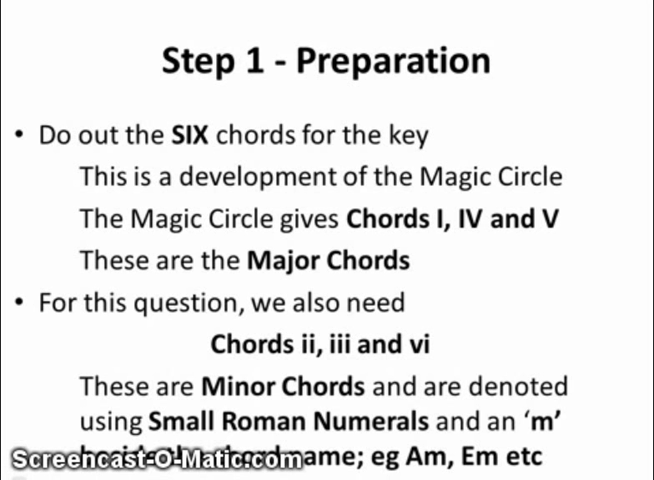 Step 1 - Preparation
• Do out the SIX chords for the key
This is a development of the Magic Circle
The Magic Circle gives Chords I, IV and V
These are the Major Chords
• For this question, we also need
Chords ii, iii and vi
These are Minor Chords and are denoted
using Small Roman Numerals and an ‘m’
name; eg Am, Em etc
Screencast-O-Matic.com